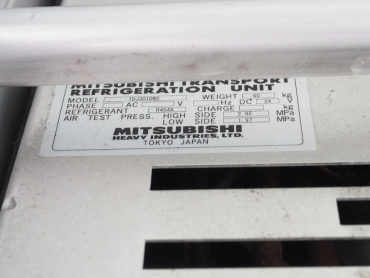 MITSUBISHI TRANSPORT
REFRIGERATION UNIT
MODEL WEIGHT 60 kg
PHASE AC V Hz DC 24 V
REFRIGERANT R404A CHARGE kg
AIR TEST PRESS. HIGH SIDE MPa
LOW SIDE MPa
MITSUBISHI
HEAVY INDUSTRIES, LTD.
TOKYO JAPAN